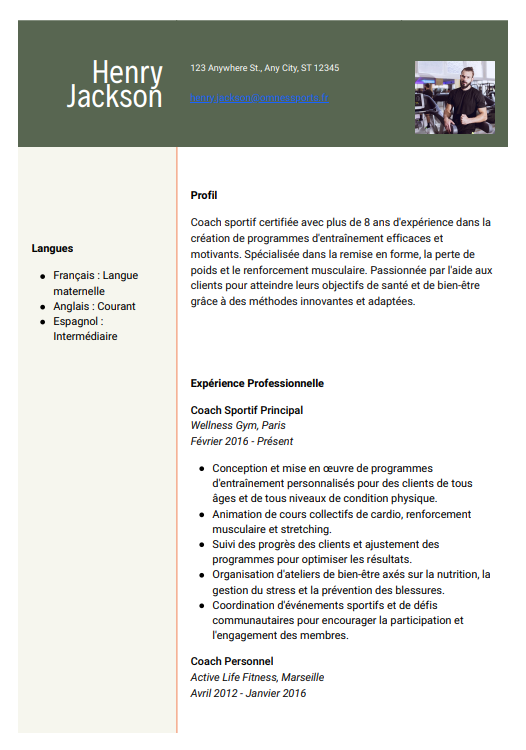 Henry
Jackson
123 Anywhere St., Any City, ST 12345
Langues
● Français : Langue
maternelle
● Anglais : Courant
● Espagnol :
Intermédiaire
Profil
Coach sportif certifiée avec plus de 8 ans d'expérience dans la
création de programmes d'entraînement efficaces et
motivants. Spécialisée dans la remise en forme, la perte de
poids et le renforcement musculaire. Passionnée par l'aide aux
clients pour atteindre leurs objectifs de santé et de bien-être
grâce à des méthodes innovantes et adaptées.
Expérience Professionnelle
Coach Sportif Principal
Wellness Gym, Paris
Février 2016 - Présent
● Conception et mise en œuvre de programmes
d'entraînement personnalisés pour des clients de tous
âges et de tous niveaux de condition physique.
● Animation de cours collectifs de cardio, renforcement
musculaire et stretching.
● Suivi des progrès des clients et ajustement des
programmes pour optimiser les résultats.
● Organisation d'ateliers de bien-être axés sur la nutrition, la
gestion du stress et la prévention des blessures.
● Coordination d'événements sportifs et de défis
communautaires pour encourager la participation et
l'engagement des membres.
Coach Personnel
Active Life Fitness, Marseille
Avril 2012 - Janvier 2016